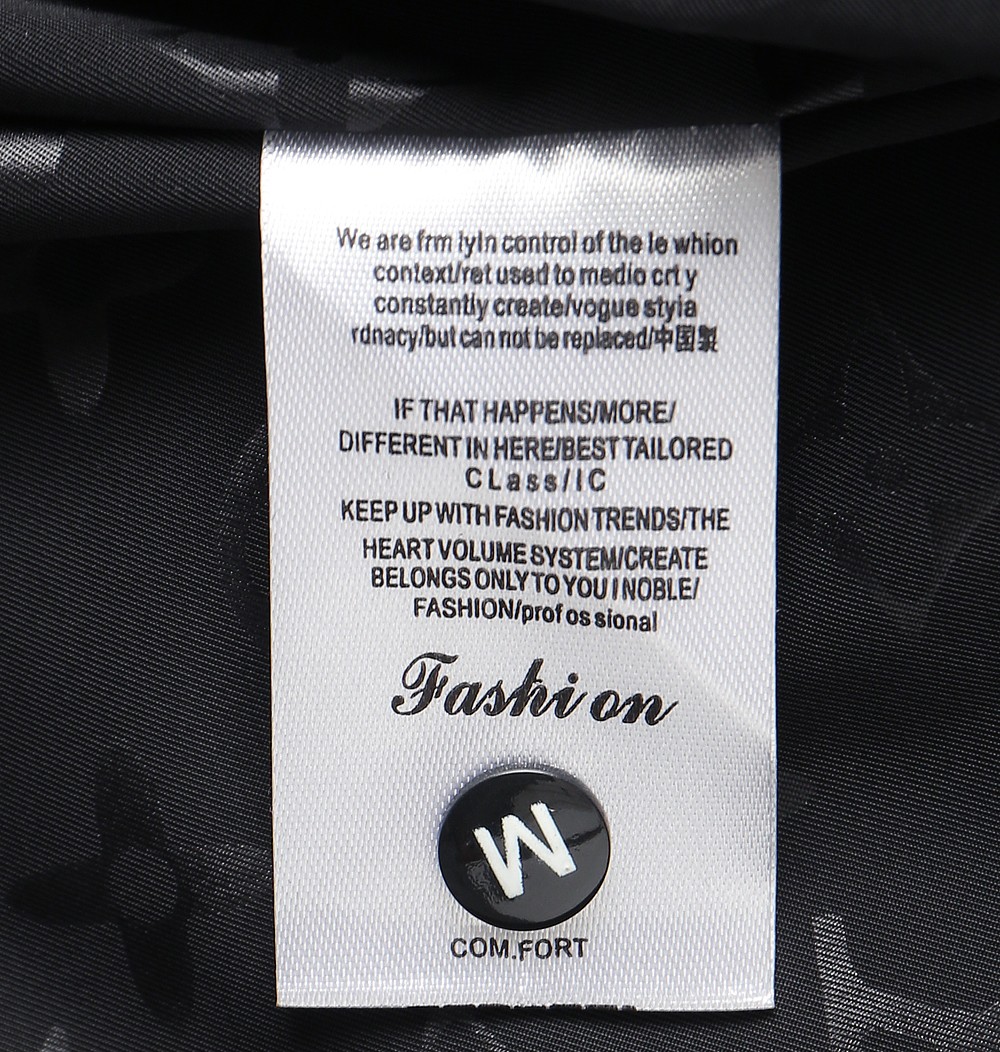 We are frm lyln control of the le whion
context/ret used to medio crt y
constantly create/vogue styia
rdnacy/but can not be replaced/中国製
IF THAT HAPPENS/MORE/
DIFFERENT IN HERE/BEST TAILORED
CLass/IC
KEEP UP WITH FASHION TRENDS/THE
HEART VOLUME SYSTEM/CREATE
BELONGS ONLY TO YOU I NOBLE/
FASHION/prof os sional
Fashi on
W
COM.FORT